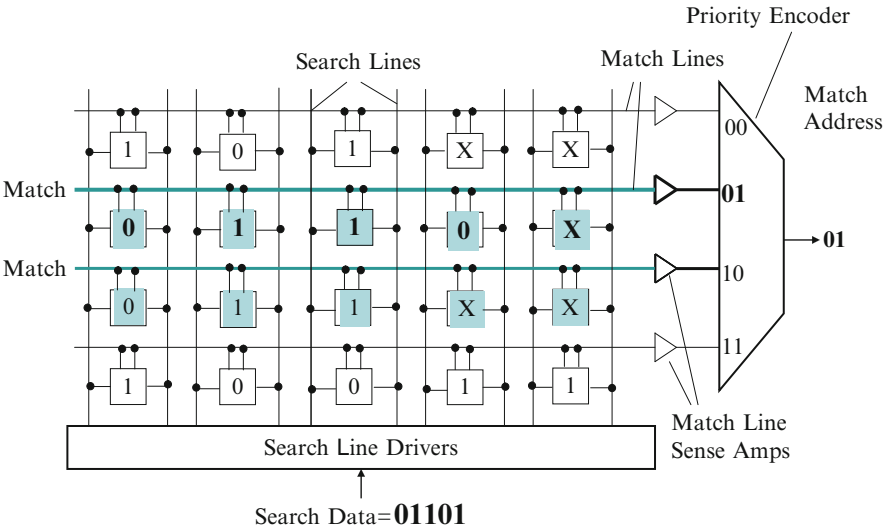 Priority Encoder
Search Lines
Match Lines
Match
Address
00
1 0 1 X X
Match
01
0 1 1 0 X
01
Match
10
0 1 1 X X
11
1 0 0 1 1
Match Line
Sense Amps
Search Line Drivers
Search Data=01101